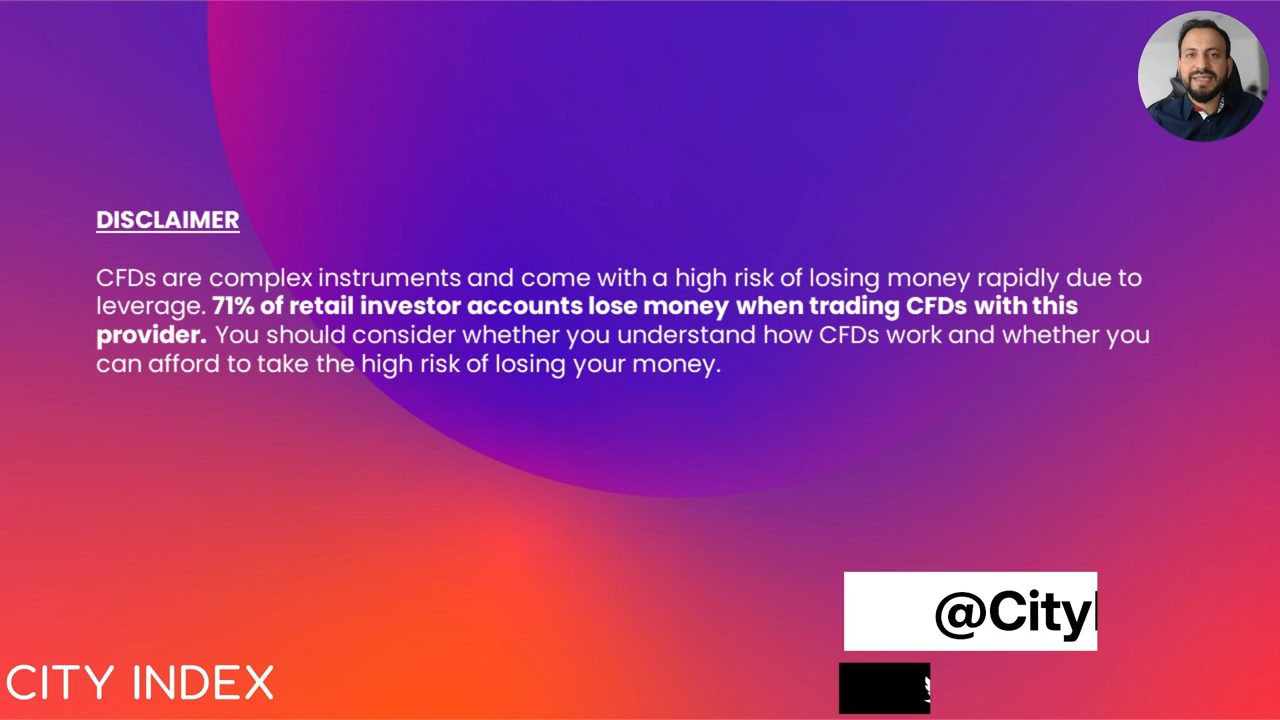 DISCLAIMER
CFDs are complex instruments and come with a high risk of losing money rapidly due to
leverage. 71% of retail investor accounts lose money when trading CFDs with this
provider. You should consider whether you understand how CFDs work and whether you
can afford to take the high risk of losing your money.
@City
CITY INDEX